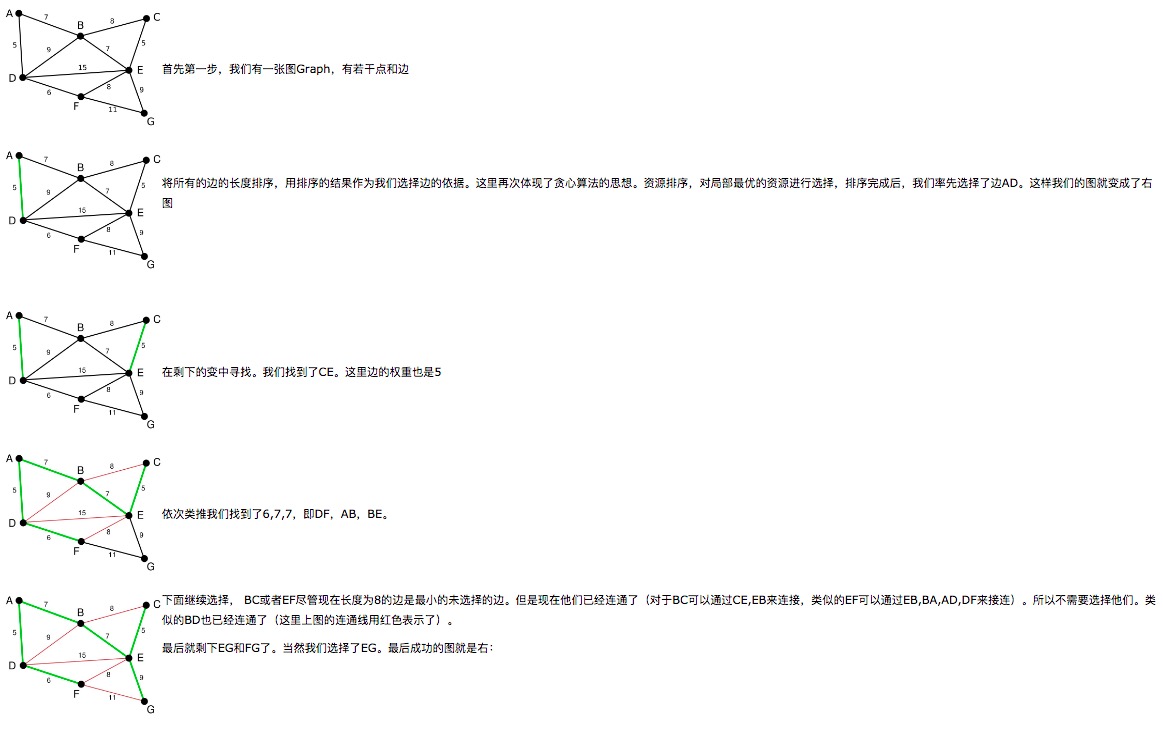 A 7 B 8 C
5 9 7 5
D 15 E
6 8 9
F 11 G
首先第一步，我们有一张图Graph，有若干点和边
A 7 B 8 C
5 9 7 5
D 15 E
6 8 9
F 11 G
将所有的边的长度排序，用排序的结果作为我们选择边的依据。这里再次体现了贪心算法的思想。资源排序，对局部最优的资源进行选择，排序完成后，我们率先选择了边AD。这样我们的图就变成了右
图
A 7 B 8 C
5 9 7 5
D 15 E
6 8 9
F 11 G
在剩下的变中寻找。我们找到了CE。这里边的权重也是5
A 7 B 8 C
5 9 7 5
D 15 E
6 8 9
F 11 G
依次类推我们找到了6,7,7，即DF，AB，BE。
A 7 B 8 C
5 9 7 5
D 15 E
6 8 9
F 11 G
下面继续选择， BC或者EF尽管现在长度为8的边是最小的未选择的边。但是现在他们已经连通了（对于BC可以通过CE,EB来连接，类似的EF可以通过EB,BA,AD,DF来接连）。所以不需要选择他们。类
似的BD也已经连通了（这里上图的连通线用红色表示了）。
最后就剩下EG和FG了。当然我们选择了EG。最后成功的图就是右：